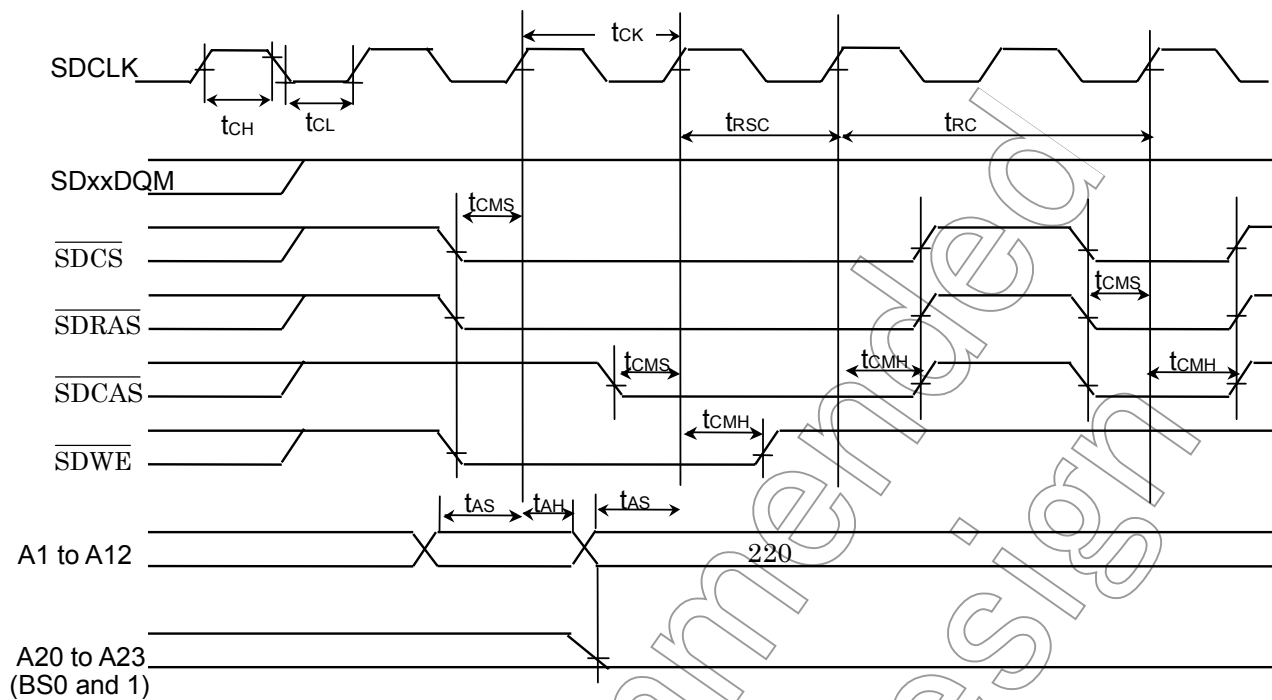 tCK
SDCLK
tCH tCL
tRSC tRC
SDxxDQM
tCMS
SDCS
tCMS
SDRAS
tCMS tCMH tCMH
SDCAS
tCMH
SDWE
tAS tAH tAS
A1 to A12 220
A20 to A23
(BS0 and 1)